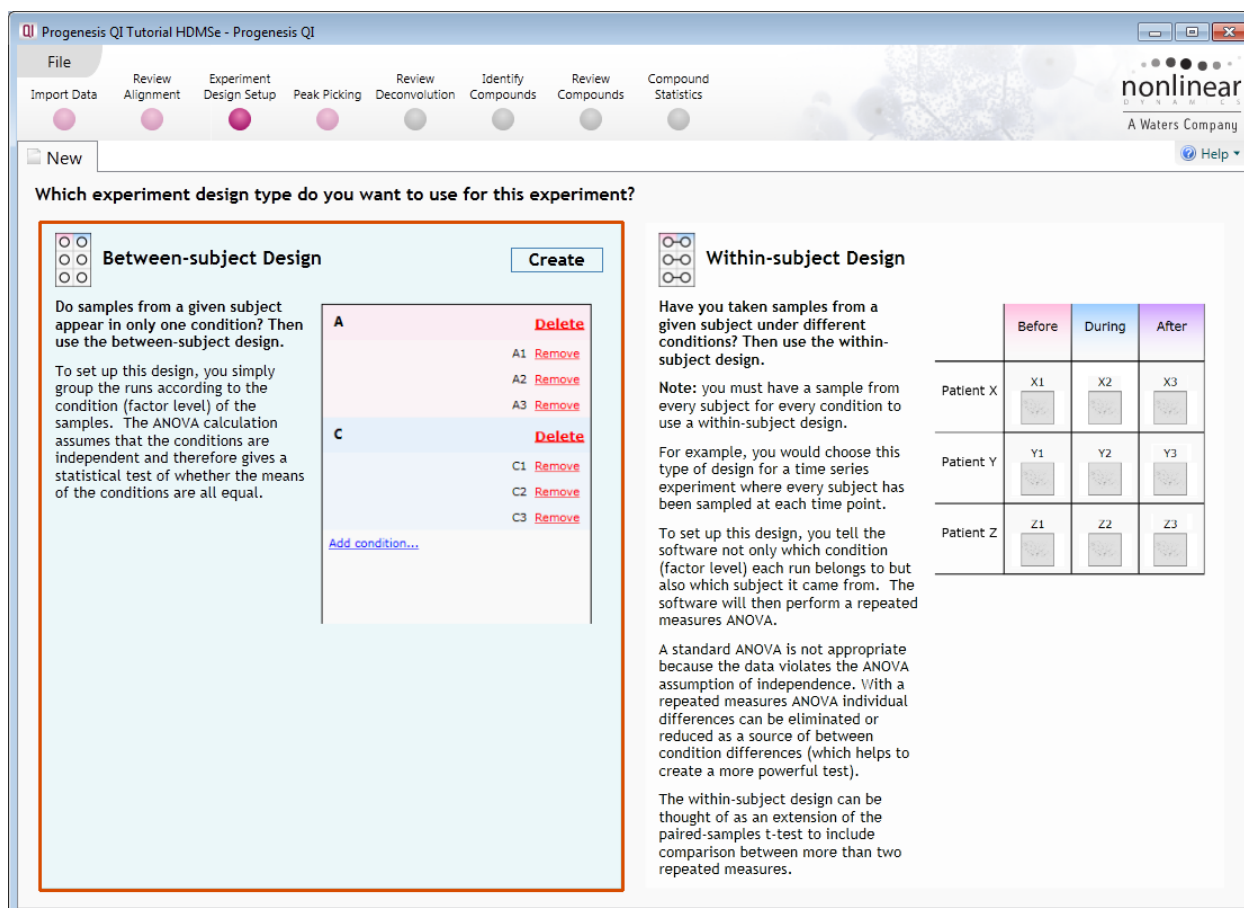 Progenesis QI Tutorial HDMSe - Progenesis QI
File
Import Data
Review
Alignment
Experiment
Design Setup
Peak Picking
Review
Deconvolution
Identify
Compounds
Review
Compounds
Compound
Statistics
nonlinear
DYNAMICS
A Waters Company
New
Help
Which experiment design type do you want to use for this experiment?
Between-subject Design
Create
Do samples from a given subject
appear in only one condition? Then
use the between-subject design.
To set up this design, you simply
group the runs according to the
condition (factor level) of the
samples. The ANOVA calculation
assumes that the conditions are
independent and therefore gives a
statistical test of whether the means
of the conditions are all equal.
A Delete
A1 Remove
A2 Remove
A3 Remove
C Delete
C1 Remove
C2 Remove
C3 Remove
Add condition...
Within-subject Design
Have you taken samples from a
given subject under different
conditions? Then use the within-
subject design.
Note: you must have a sample from
every subject for every condition to
use a within-subject design.
For example, you would choose this
type of design for a time series
experiment where every subject has
been sampled at each time point.
To set up this design, you tell the
software not only which condition
(factor level) each run belongs to but
also which subject it came from. The
software will then perform a repeated
measures ANOVA.
A standard ANOVA is not appropriate
because the data violates the ANOVA
assumption of independence. With a
repeated measures ANOVA individual
differences can be eliminated or
reduced as a source of between
condition differences (which helps to
create a more powerful test).
The within-subject design can be
thought of as an extension of the
paired-samples t-test to include
comparison between more than two
repeated measures.
Before During After
Patient X X1 X2 X3
Patient Y Y1 Y2 Y3
Patient Z Z1 Z2 Z3